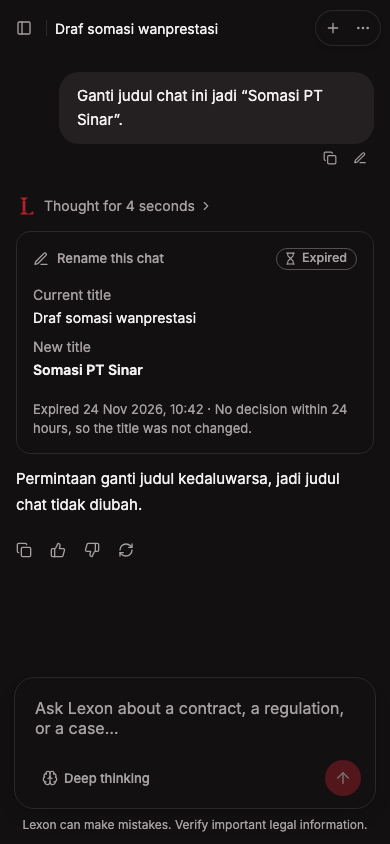 Draf somasi wanprestasi
Ganti judul chat ini jadi “Somasi PT
Sinar”.
L Thought for 4 seconds
Rename this chat
Expired
Current title
Draf somasi wanprestasi
New title
Somasi PT Sinar
Expired 24 Nov 2026, 10:42 · No decision within 24
hours, so the title was not changed.
Permintaan ganti judul kedaluwarsa, jadi judul
chat tidak diubah.
Ask Lexon about a contract, a regulation,
or a case...
Deep thinking
Lexon can make mistakes. Verify important legal information.